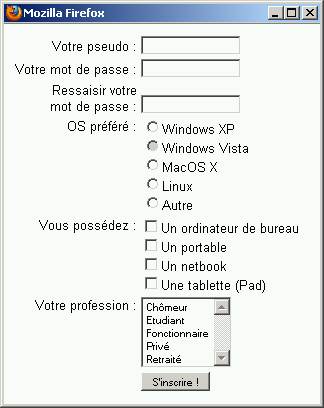 Mozilla Firefox
Votre pseudo :
Votre mot de passe :
Ressaisir votre
mot de passe :
OS préféré :
Windows XP
Windows Vista
MacOS X
Linux
Autre
Vous possédez :
Un ordinateur de bureau
Un portable
Un netbook
Une tablette (Pad)
Votre profession :
Chômeur
Etudiant
Fonctionnaire
Privé
Retraité
S'inscrire !